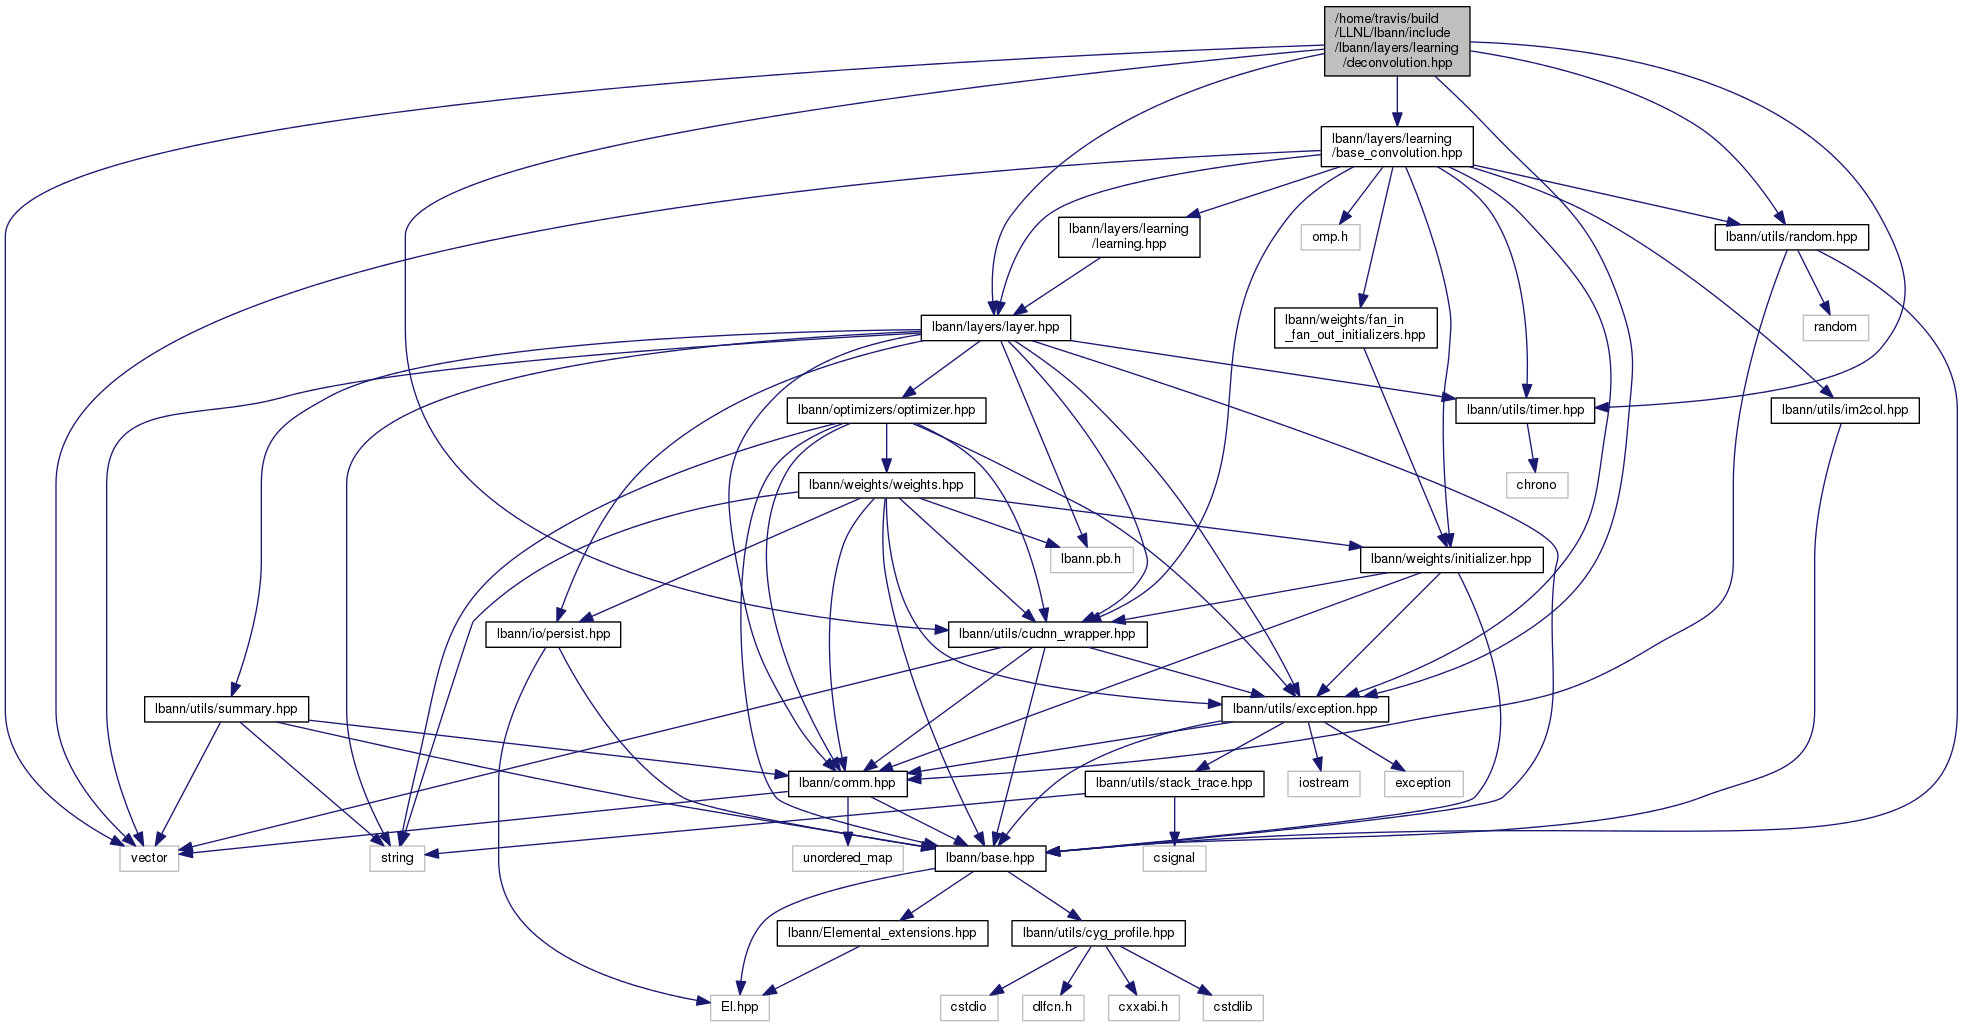 /home/travis/build
/LLNL/lbann/include
/lbann/layers/learning
/deconvolution.hpp
lbann/layers/learning
/base_convolution.hpp
lbann/layers/learning
/learning.hpp
omp.h
lbann/utils/random.hpp
lbann/layers/layer.hpp
lbann/weights/fan_in
_fan_out_initializers.hpp
random
lbann/optimizers/optimizer.hpp
lbann/utils/timer.hpp
lbann/utils/im2col.hpp
lbann/weights/weights.hpp
chrono
lbann.pb.h
lbann/weights/initializer.hpp
lbann/io/persist.hpp
lbann/utils/cudnn_wrapper.hpp
lbann/utils/summary.hpp
lbann/utils/exception.hpp
lbann/comm.hpp
lbann/utils/stack_trace.hpp
iostream
exception
vector
string
unordered_map
lbann/base.hpp
csignal
lbann/Elemental_extensions.hpp
lbann/utils/cyg_profile.hpp
El.hpp
cstdio
dlfcn.h
cxxabi.h
cstdlib